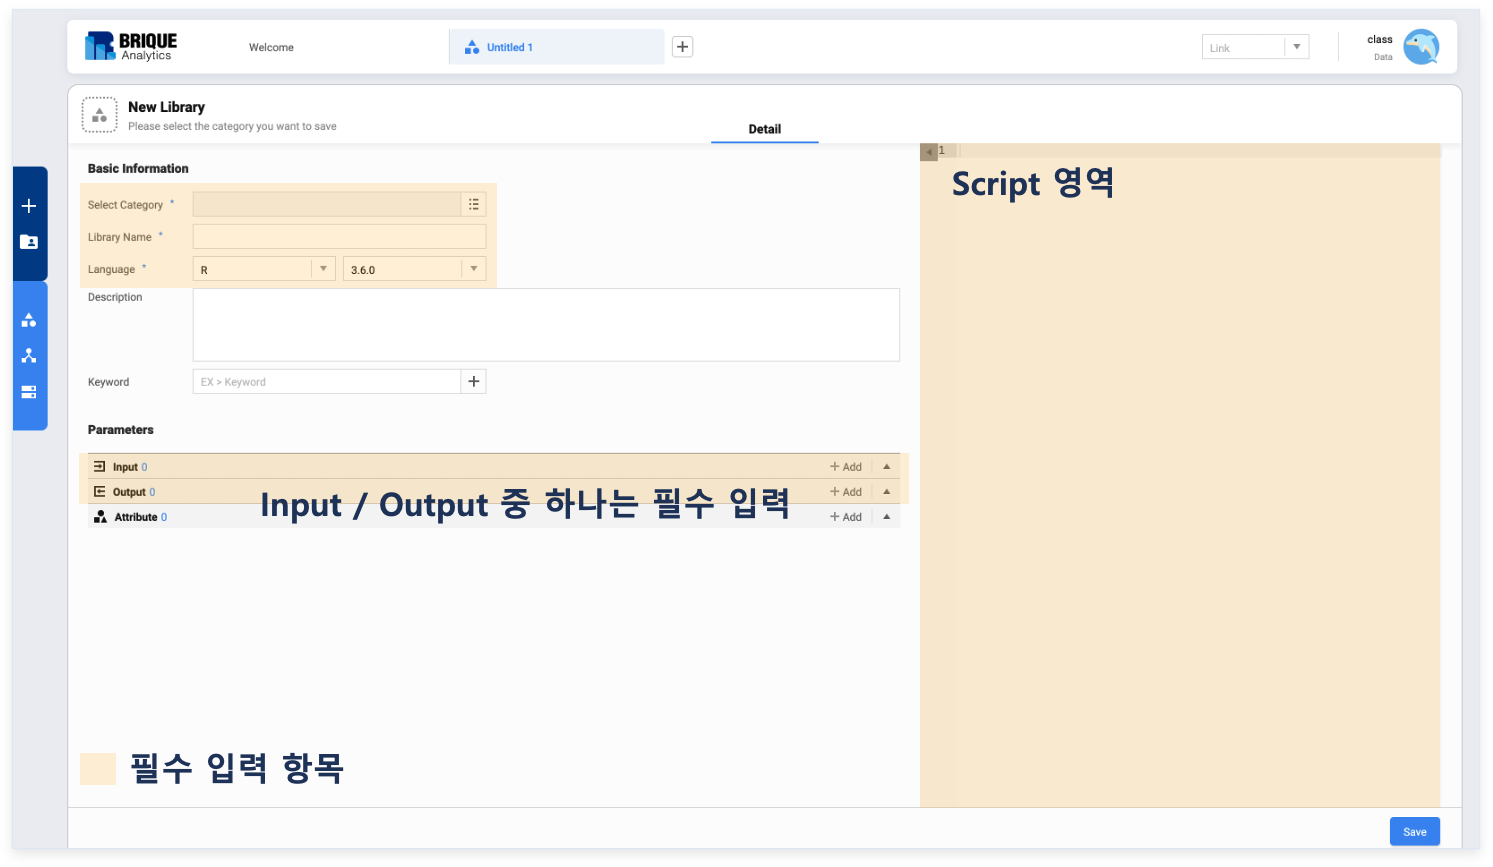 BRIQUE
Analytics
Welcome
Untitled 1
Link
class
Data
New Library
Please select the category you want to save
Detail
Basic Information
Select Category *
Library Name *
Language *
R
3.6.0
Description
Keyword
EX > Keyword
Parameters
Input 0
Add
Output 0
Add
Attribute 0
Add
Input / Output 중 하나는 필수 입력
1
Script 영역
필수 입력 항목
Save